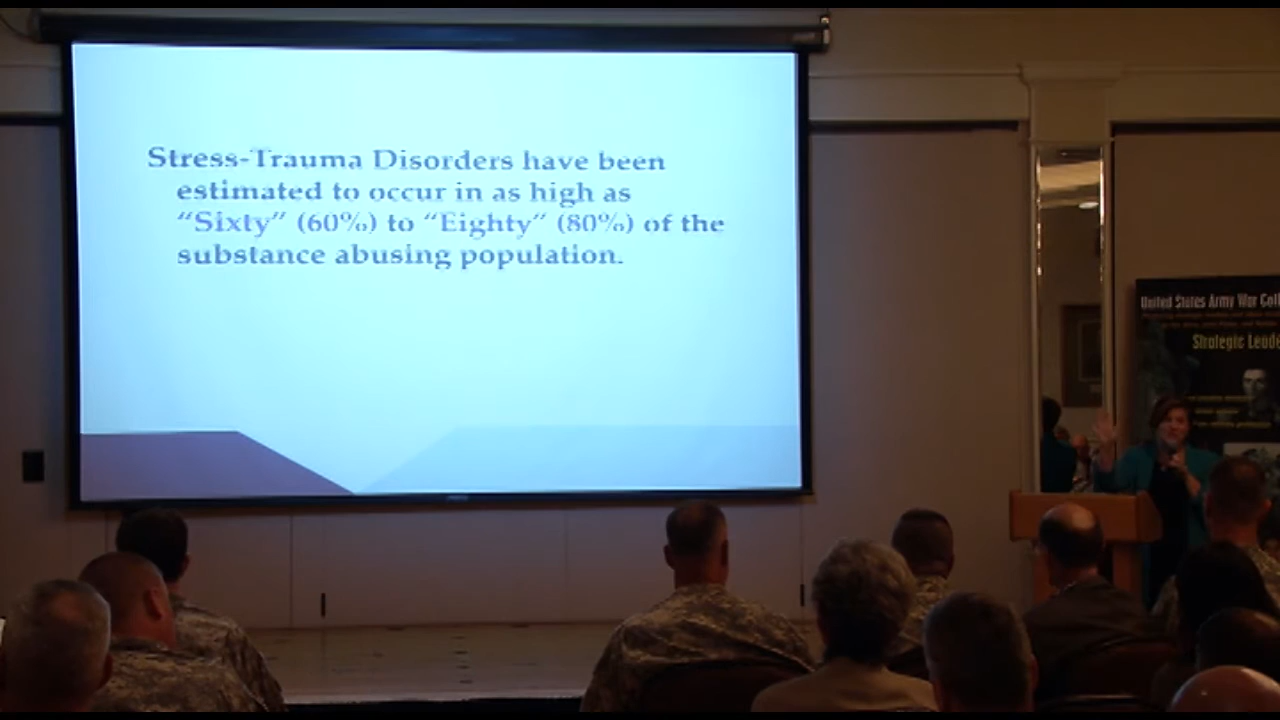 Stress-Trauma Disorders have been
estimated to occur in as high as
“Sixty” (60%) to “Eighty” (80%) of the
substance abusing population.
United States Army War Coll
Strategic Leade